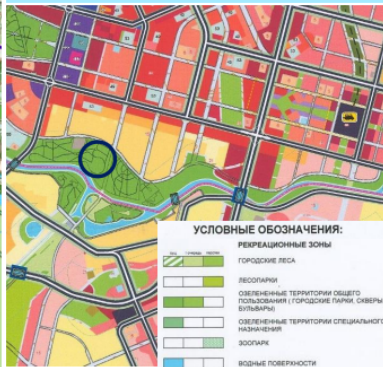 УСЛОВНЫЕ ОБОЗНАЧЕНИЯ:
РЕКРЕАЦИОННЫЕ ЗОНЫ
ГОРОДСКИЕ ЛЕСА
ЛЕСОПАРКИ
ОЗЕЛЕНЕННЫЕ ТЕРРИТОРИИ ОБЩЕГО
ПОЛЬЗОВАНИЯ ( ГОРОДСКИЕ ПАРКИ, СКВЕРЫ
БУЛЬВАРЫ)
ОЗЕЛЕНЕННЫЕ ТЕРРИТОРИИ СПЕЦИАЛЬНОГО
НАЗНАЧЕНИЯ
ЗООПАРК
ВОДНЫЕ ПОВЕРХНОСТИ